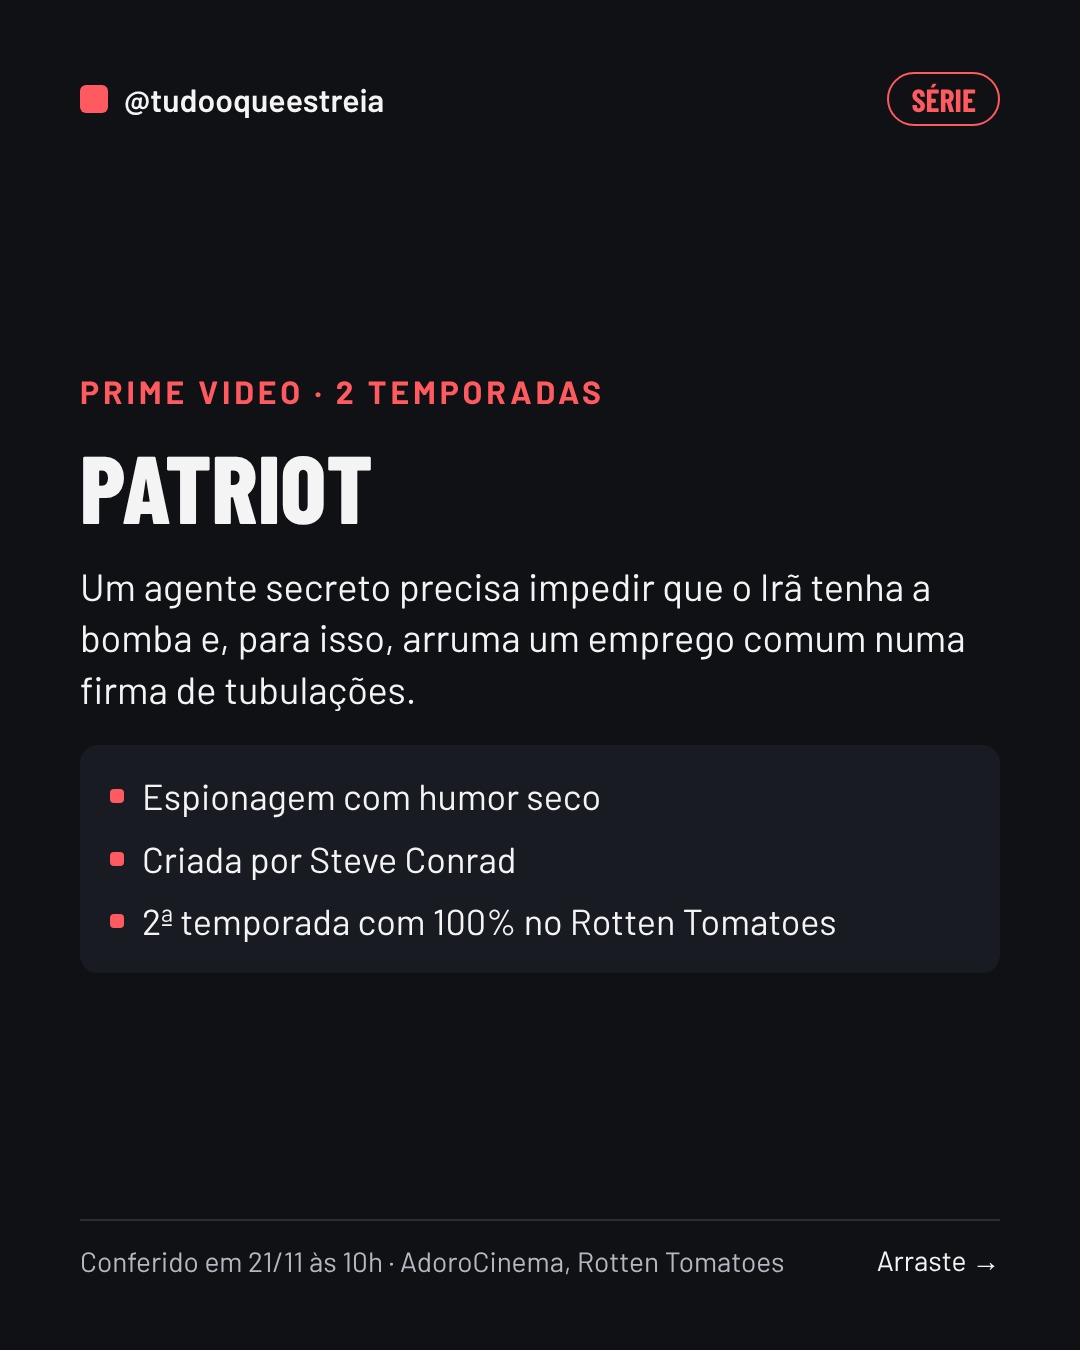 @tudooqueestreia
SÉRIE
PRIME VIDEO · 2 TEMPORADAS
PATRIOT
Um agente secreto precisa impedir que o Irã tenha a
bomba e, para isso, arruma um emprego comum numa
firma de tubulações.
Espionagem com humor seco
Criada por Steve Conrad
2ª temporada com 100% no Rotten Tomatoes
Conferido em 21/11 às 10h · AdoroCinema, Rotten Tomatoes
Arraste →